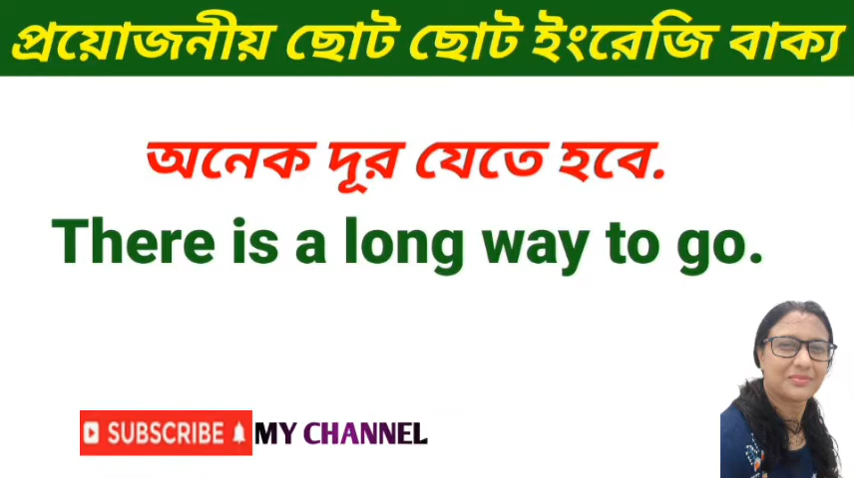 প্রয়োজনীয় ছোট ছোট ইংরেজি বাক্য
অনেক দূর যেতে হবে.
There is a long way to go.
SUBSCRIBE MY CHANNEL